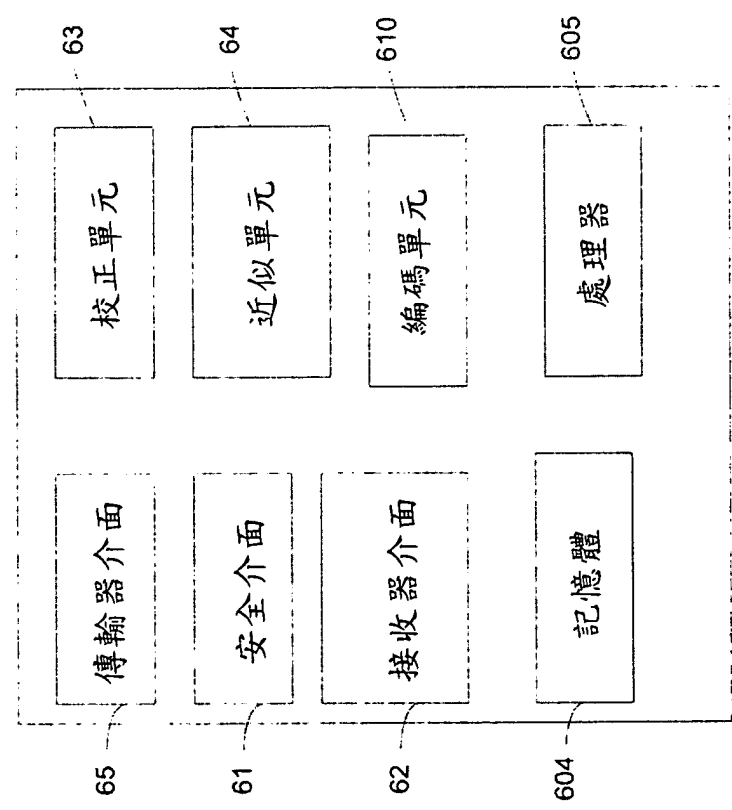 65
傳輸器介面
校正單元
63
61
安全介面
近似單元
64
62
接收器介面
編碼單元
610
604
記憶體
處理器
605